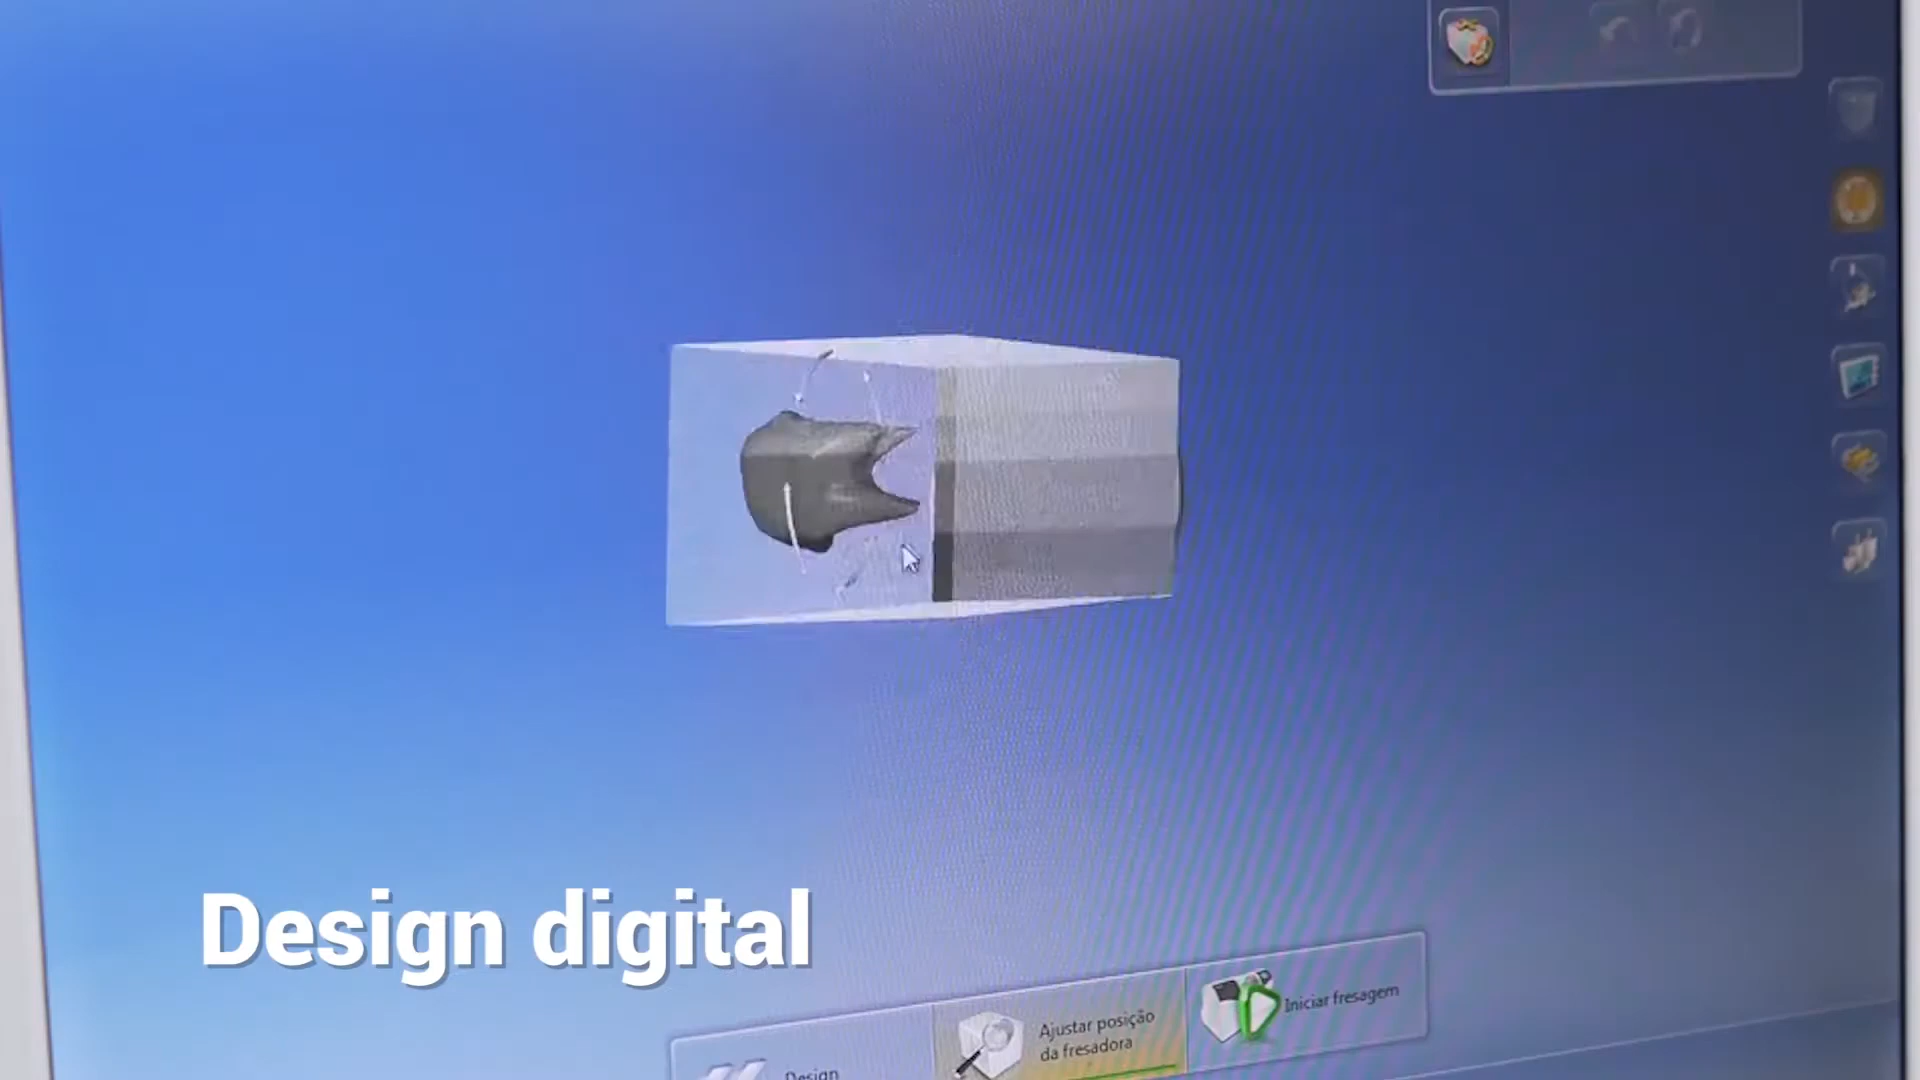 Design digital
Design
Ajustar posição
da fresadora
Iniciar fresagem